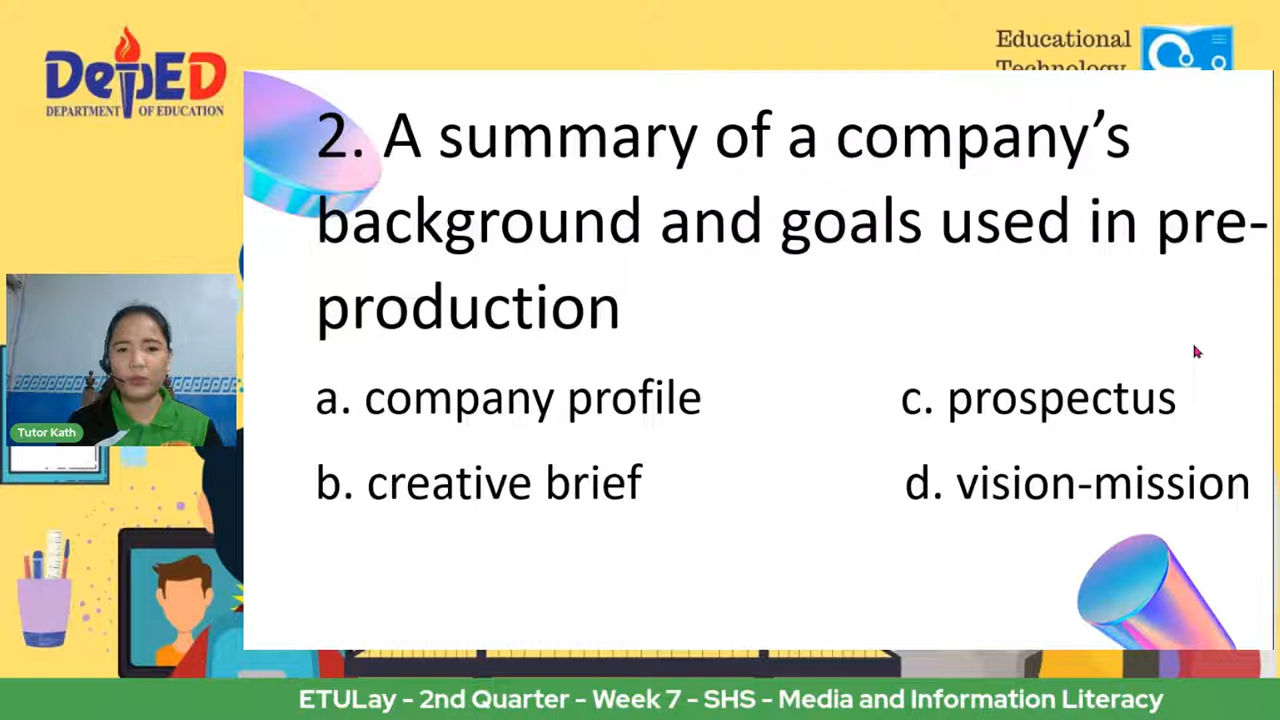 DepED
DEPARTMENT OF EDUCATION
Educational
Technology
2. A summary of a company’s
background and goals used in pre-
production
a. company profile
c. prospectus
b. creative brief
d. vision-mission
Tutor Kath
ETULay - 2nd Quarter - Week 7 - SHS - Media and Information Literacy